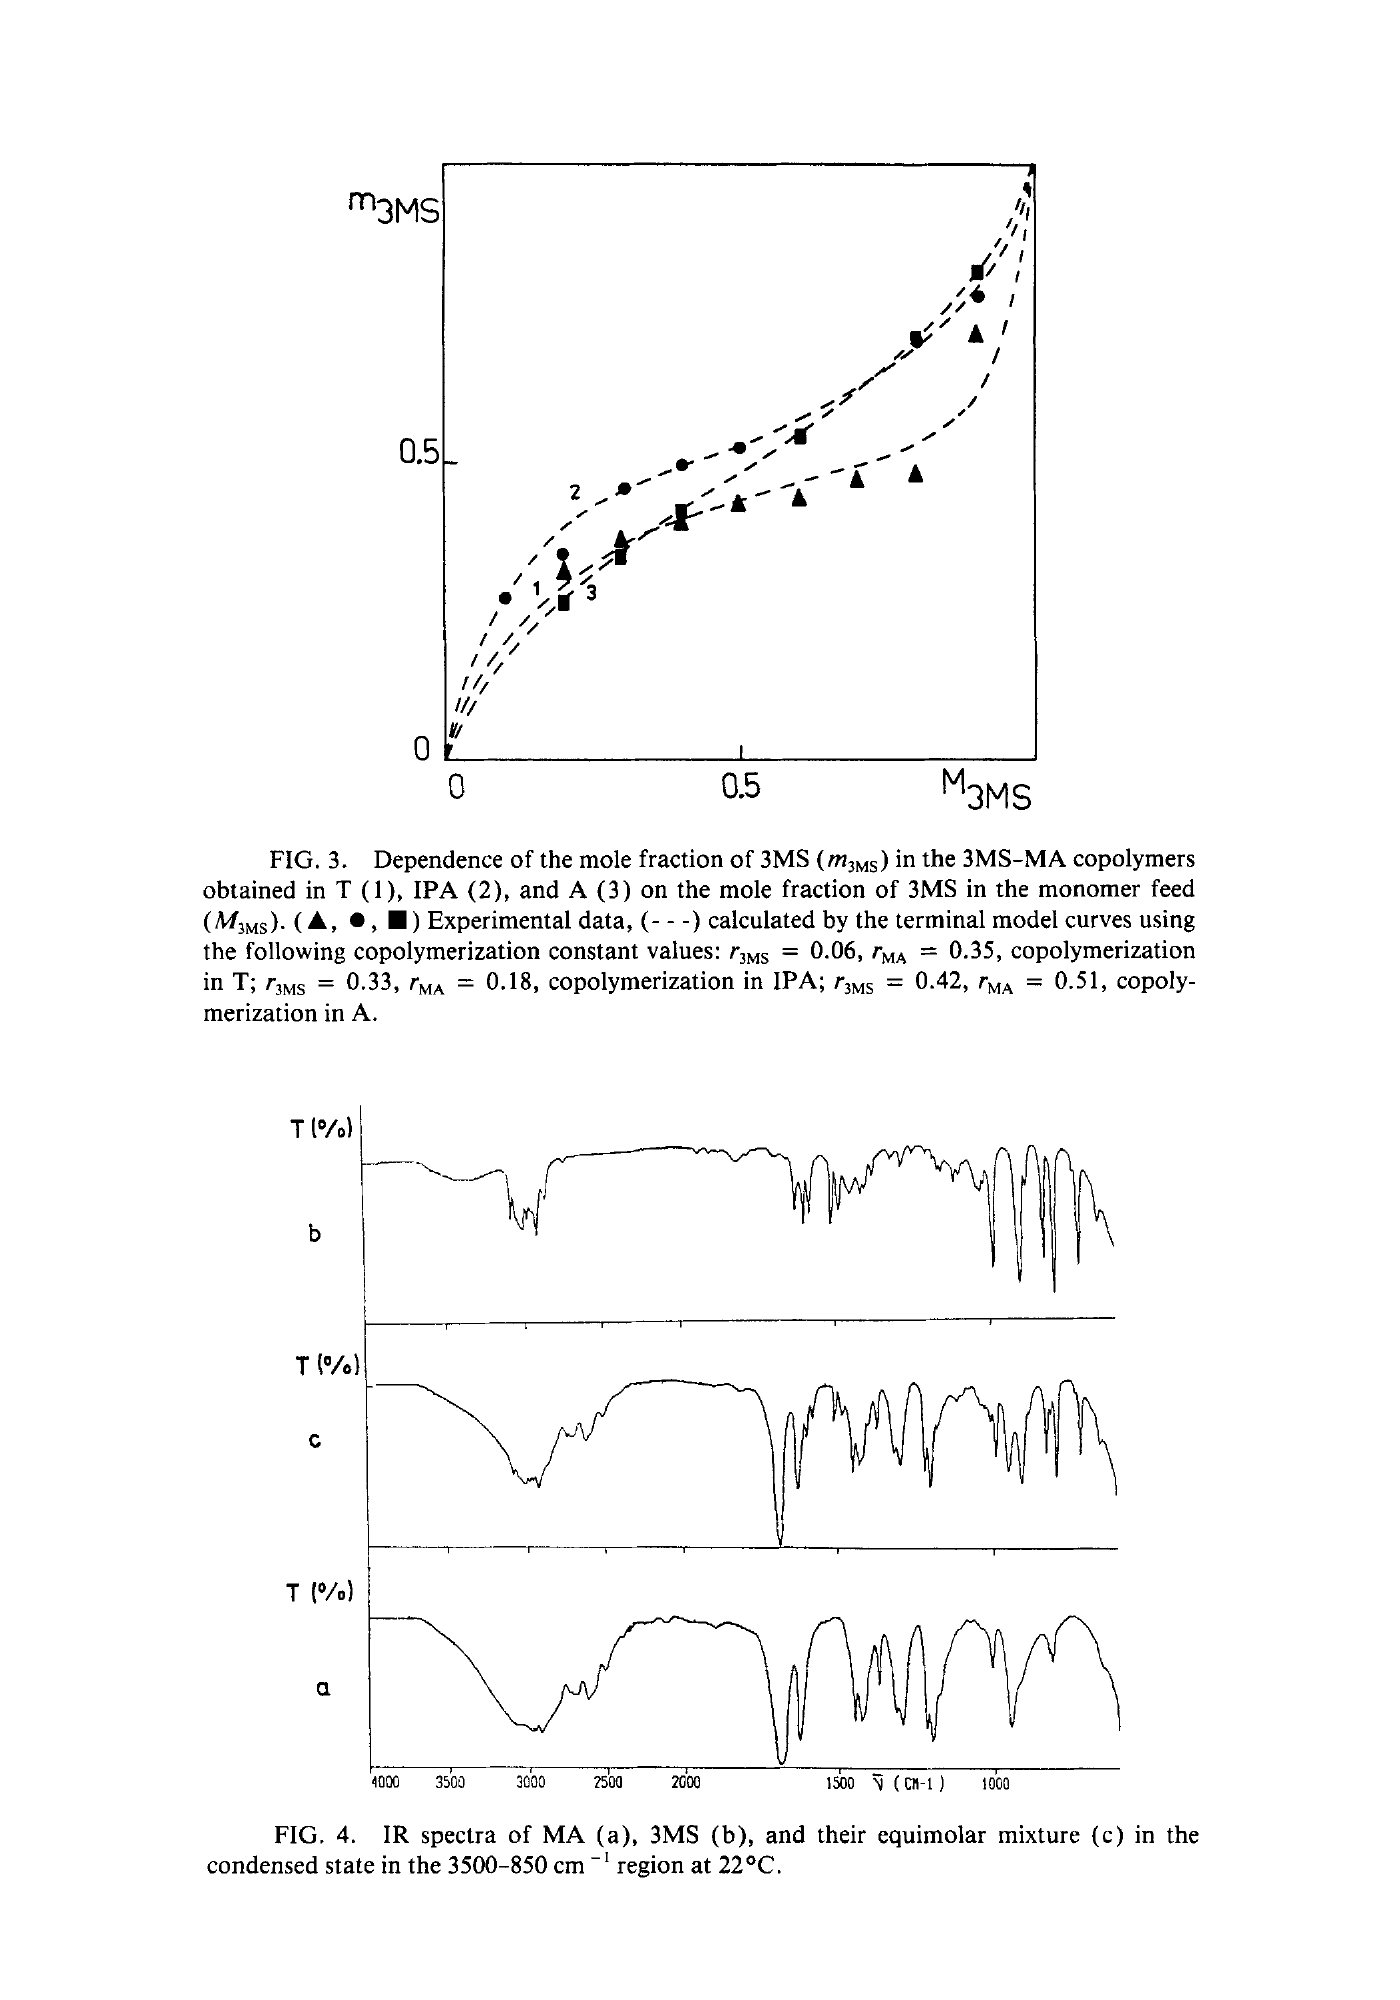 m3MS
0.5
2
1
3
0
0
0.5
M3MS
FIG. 3. Dependence of the mole fraction of 3MS (m3MS) in the 3MS-MA copolymers
obtained in T (1), IPA (2), and A (3) on the mole fraction of 3MS in the monomer feed
(M3MS). (▲, ●, ■) Experimental data, (- - -) calculated by the terminal model curves using
the following copolymerization constant values: r3MS = 0.06, rMA = 0.35, copolymerization
in T; r3MS = 0.33, rMA = 0.18, copolymerization in IPA; r3MS = 0.42, rMA = 0.51, copoly-
merization in A.
T (%)
b
T (%)
c
T (%)
a
4000 3500 3000 2500 2000 1500 ν̄ (CM-1) 1000
FIG. 4. IR spectra of MA (a), 3MS (b), and their equimolar mixture (c) in the
condensed state in the 3500-850 cm⁻¹ region at 22°C.